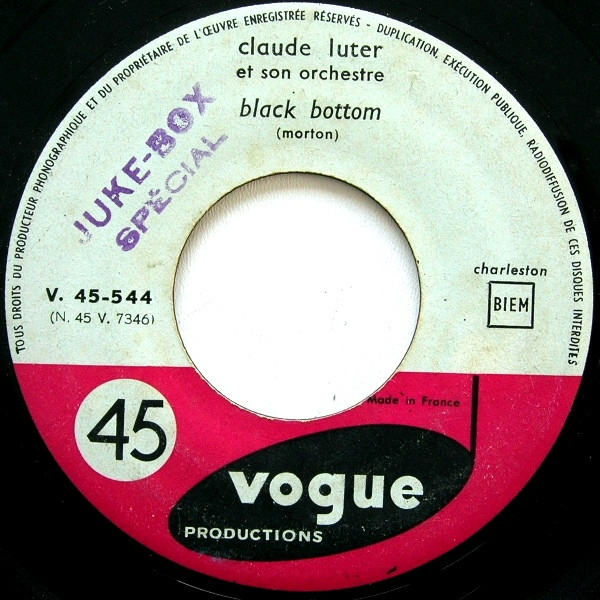 TOUS DROITS DU PRODUCTEUR PHONOGRAPHIQUE ET DU PROPRIÉTAIRE DE L'ŒUVRE ENREGISTRÉE RÉSERVÉS - DUPLICATION, EXÉCUTION PUBLIQUE, RADIODIFFUSION DE CES DISQUES INTERDITES
claude luter
et son orchestre
black bottom
(morton)
JUKE-BOX
SPÉCIAL
V. 45-544
(N. 45 V. 7346)
charleston
BIEM
Made in France
45
vogue
PRODUCTIONS